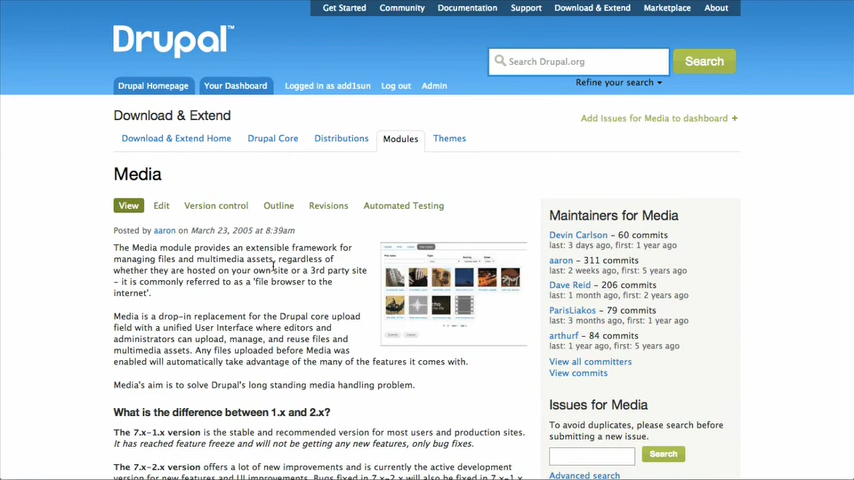 Get Started Community Documentation Support Download & Extend Marketplace About
Drupal™
Search Drupal.org
Search
Refine your search
Drupal Homepage Your Dashboard Logged in as add1sun Log out Admin
Download & Extend
Add Issues for Media to dashboard +
Download & Extend Home Drupal Core Distributions Modules Themes
Media
View Edit Version control Outline Revisions Automated Testing
Posted by aaron on March 23, 2005 at 8:39am
The Media module provides an extensible framework for
managing files and multimedia assets, regardless of
whether they are hosted on your own site or a 3rd party site
- it is commonly referred to as a 'file browser to the
internet'.
Media is a drop-in replacement for the Drupal core upload
field with a unified User Interface where editors and
administrators can upload, manage, and reuse files and
multimedia assets. Any files uploaded before Media was
enabled will automatically take advantage of the many of the features it comes with.
Media's aim is to solve Drupal's long standing media handling problem.
What is the difference between 1.x and 2.x?
The 7.x-1.x version is the stable and recommended version for most users and production sites.
It has reached feature freeze and will not be getting any new features, only bug fixes.
The 7.x-2.x version offers a lot of new improvements and is currently the active development
version for new features and UI improvements. Bugs fixed in 7.x-2.x will also be fixed in 7.x-1.x
Maintainers for Media
Devin Carlson - 60 commits
last: 3 days ago, first: 1 year ago
aaron - 311 commits
last: 2 weeks ago, first: 5 years ago
Dave Reid - 206 commits
last: 1 month ago, first: 2 years ago
ParisLiakos - 79 commits
last: 3 months ago, first: 1 year ago
arthurf - 84 commits
last: 1 year ago, first: 5 years ago
View all committers
View commits
Issues for Media
To avoid duplicates, please search before
submitting a new issue.
Search
Advanced search